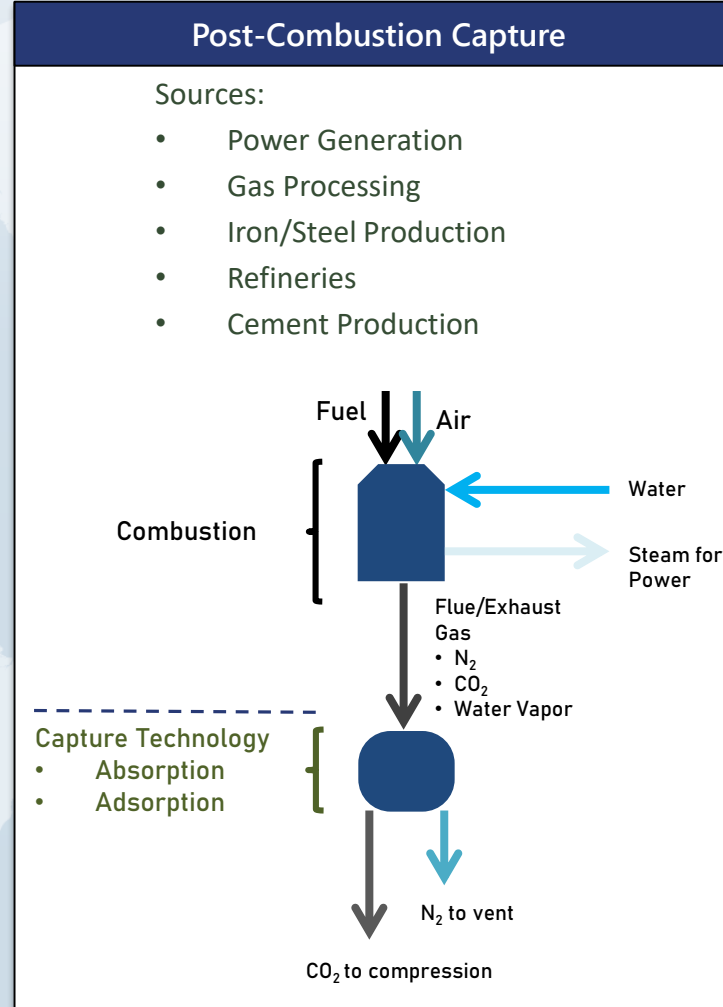 Post-Combustion Capture
Sources:
• Power Generation
• Gas Processing
• Iron/Steel Production
• Refineries
• Cement Production
Fuel
Air
Water
Combustion
Steam for
Power
Flue/Exhaust
Gas
• N₂
• CO₂
• Water Vapor
Capture Technology
• Absorption
• Adsorption
N₂ to vent
CO₂ to compression